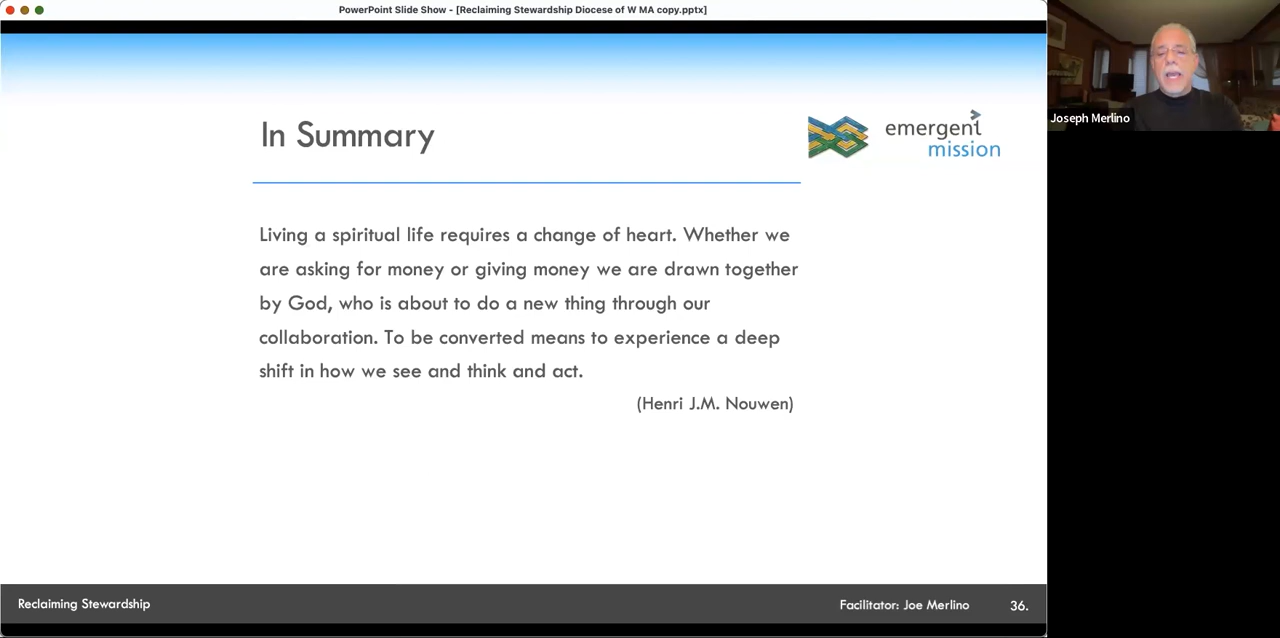 PowerPoint Slide Show - [Reclaiming Stewardship Diocese of W MA copy.pptx]
Joseph Merlino
In Summary
emergent
mission
Living a spiritual life requires a change of heart. Whether we
are asking for money or giving money we are drawn together
by God, who is about to do a new thing through our
collaboration. To be converted means to experience a deep
shift in how we see and think and act.
(Henri J.M. Nouwen)
Reclaiming Stewardship
Facilitator: Joe Merlino
36.